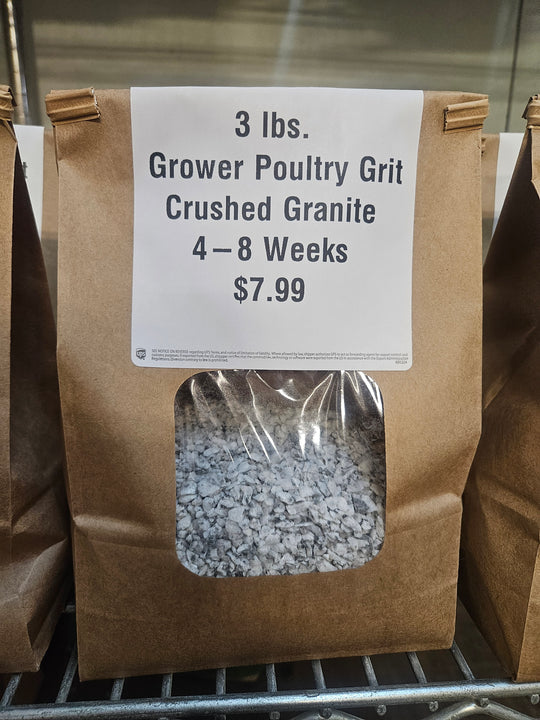 3 lbs.
Grower Poultry Grit
Crushed Granite
4–8 Weeks
$7.99